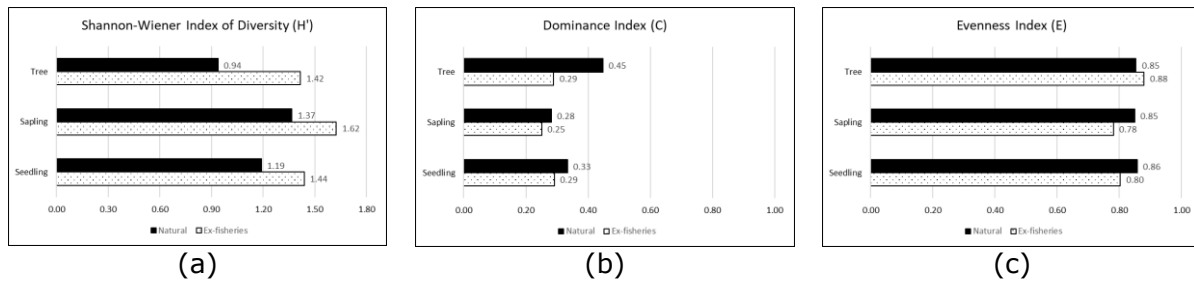 Shannon-Wiener Index of Diversity (H')
Tree
0.94
1.42
Sapling
1.37
1.62
Seedling
1.19
1.44
0.00 0.30 0.60 0.90 1.20 1.50 1.80
Natural Ex-fisheries
(a)
Dominance Index (C)
Tree
0.45
0.29
Sapling
0.28
0.25
Seedling
0.33
0.29
0.00 0.20 0.40 0.60 0.80 1.00
Natural Ex-fisheries
(b)
Evenness Index (E)
Tree
0.85
0.88
Sapling
0.85
0.78
Seedling
0.86
0.80
0.00 0.20 0.40 0.60 0.80 1.00
Natural Ex-fisheries
(c)